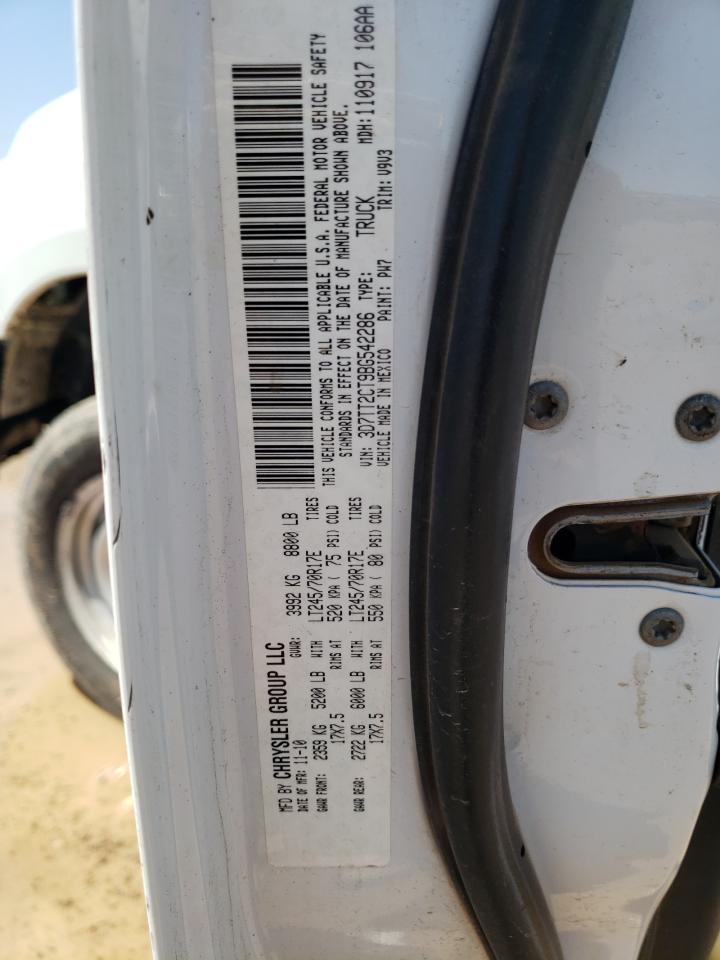 MFD BY CHRYSLER GROUP LLC
DATE OF MFR: 11-10 GVWR: 3992 KG 8800 LB
GAWR FRONT: 2359 KG 5200 LB WITH LT245/70R17E TIRES
17X7.5 RIMS AT 520 KPA ( 75 PSI) COLD
GAWR REAR: 2722 KG 6000 LB WITH LT245/70R17E TIRES
17X7.5 RIMS AT 550 KPA ( 80 PSI) COLD
THIS VEHICLE CONFORMS TO ALL APPLICABLE U.S.A. FEDERAL MOTOR VEHICLE SAFETY
STANDARDS IN EFFECT ON THE DATE OF MANUFACTURE SHOWN ABOVE.
VIN: 3D7TT2CT9BG542286 TYPE: TRUCK MDH: 110917 106AA
VEHICLE MADE IN MEXICO PAINT: PW7 TRIM: V9V3